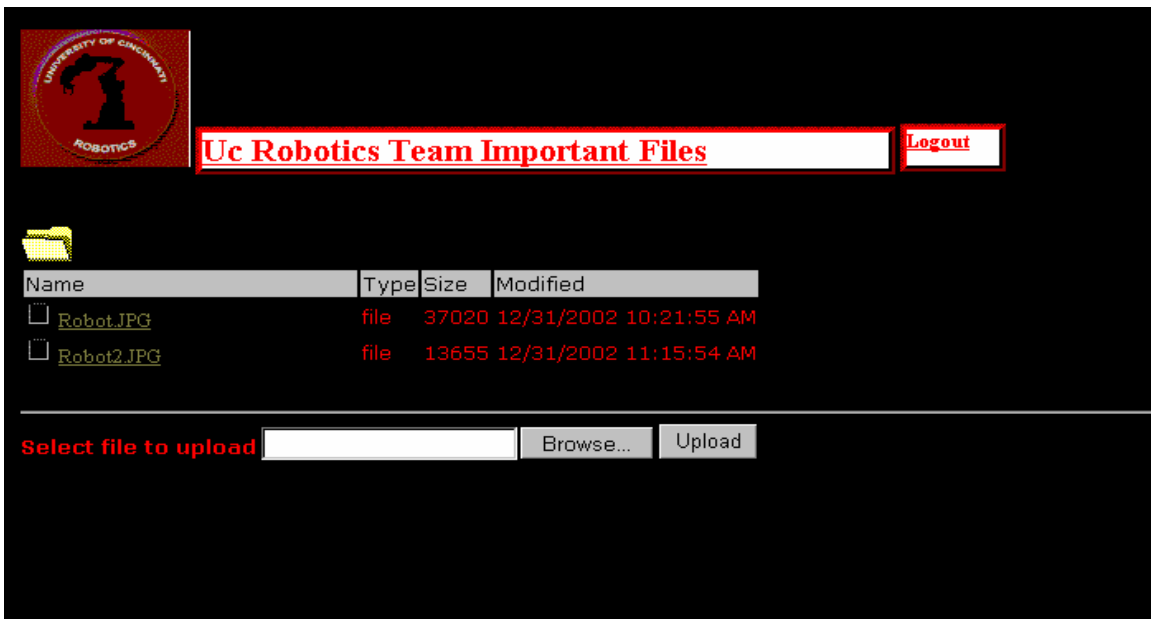 UNIVERSITY OF CINCINNATI
ROBOTICS
Uc Robotics Team Important Files
Logout
Name Type Size Modified
Robot.JPG file 37020 12/31/2002 10:21:55 AM
Robot2.JPG file 13655 12/31/2002 11:15:54 AM
Select file to upload Browse... Upload